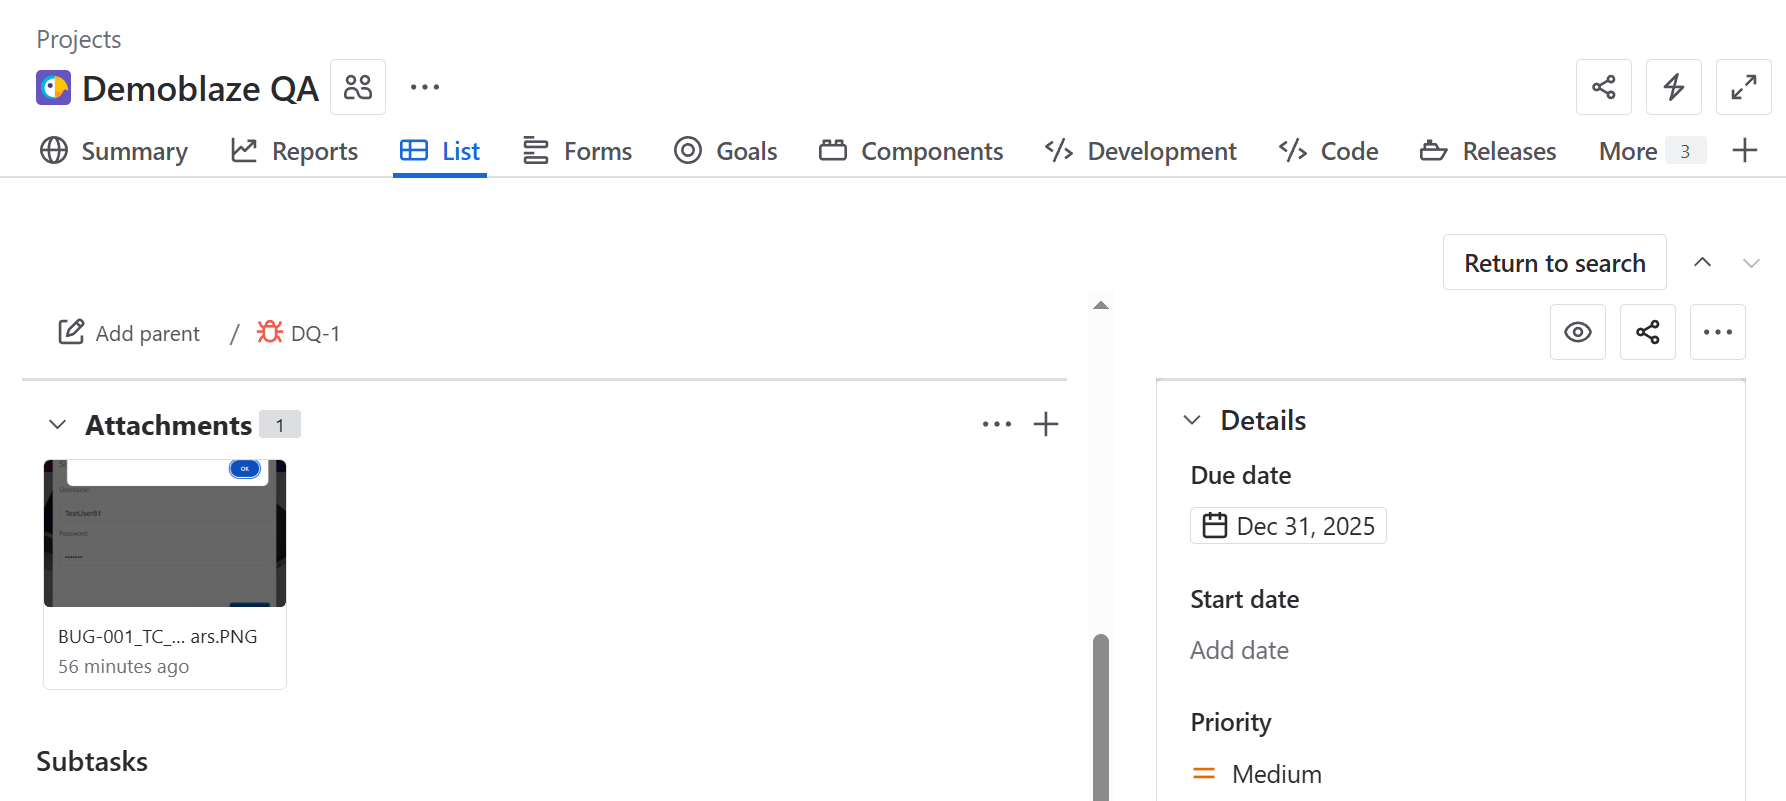 Projects
Demoblaze QA
Summary Reports List Forms Goals Components Development Code Releases More 3
Return to search
Add parent / DQ-1
Attachments 1
OK
Username:
TestUser81
Password:
BUG-001_TC_... ars.PNG
56 minutes ago
Subtasks
Details
Due date
Dec 31, 2025
Start date
Add date
Priority
Medium